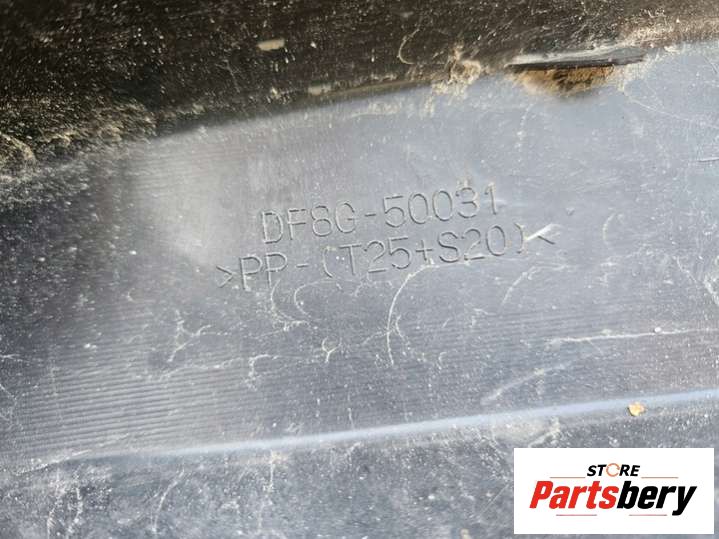 DF8G-50031
>PP-(T25+S20)<
STORE
Partsbery